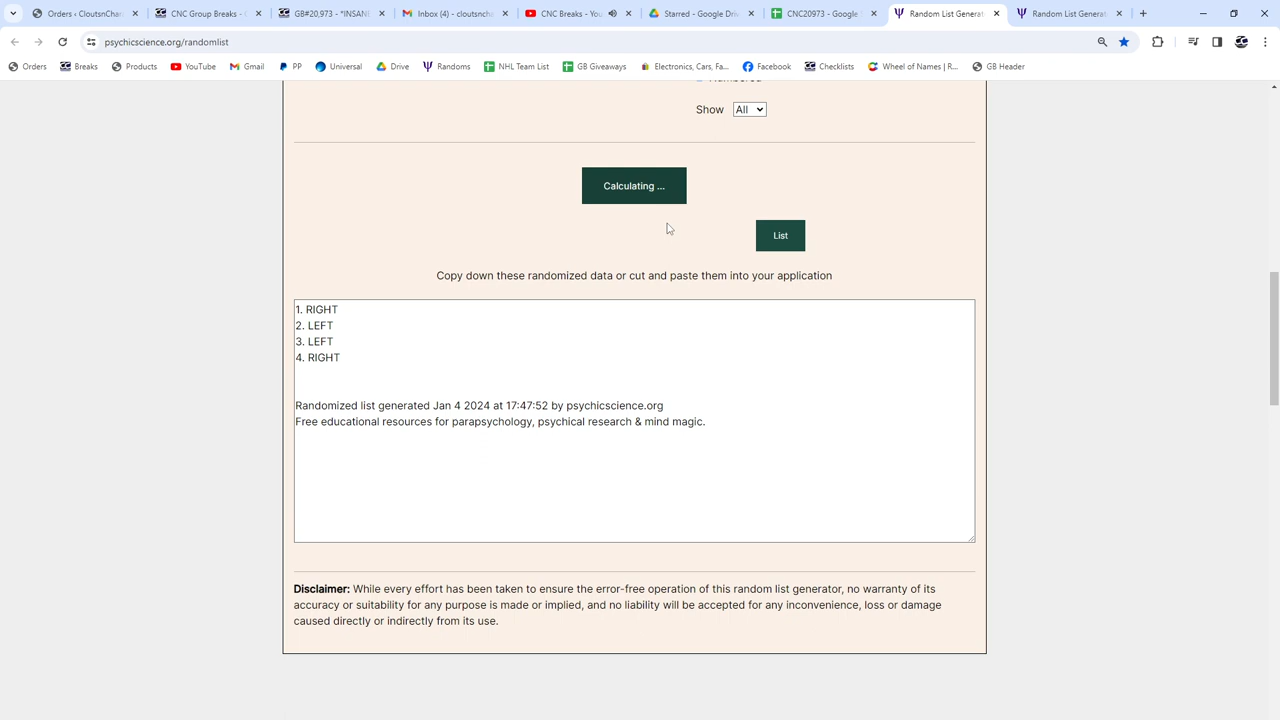 Orders ‹ CloutsnChan
CNC Group Breaks - S
GB#20,973 - *INSANE
Inbox (4) - cloutsnch
CNC Breaks - You
Starred - Google Driv
CNC20973 - Google S
Random List Generat
Random List Generat
psychicscience.org/randomlist
Orders
Breaks
Products
YouTube
Gmail
PP
Universal
Drive
Randoms
NHL Team List
GB Giveaways
Electronics, Cars, Fa...
Facebook
Checklists
Wheel of Names | R...
GB Header
Show All
Calculating ...
List
Copy down these randomized data or cut and paste them into your application
1. RIGHT
2. LEFT
3. LEFT
4. RIGHT
Randomized list generated Jan 4 2024 at 17:47:52 by psychicscience.org
Free educational resources for parapsychology, psychical research & mind magic.
Disclaimer: While every effort has been taken to ensure the error-free operation of this random list generator, no warranty of its
accuracy or suitability for any purpose is made or implied, and no liability will be accepted for any inconvenience, loss or damage
caused directly or indirectly from its use.